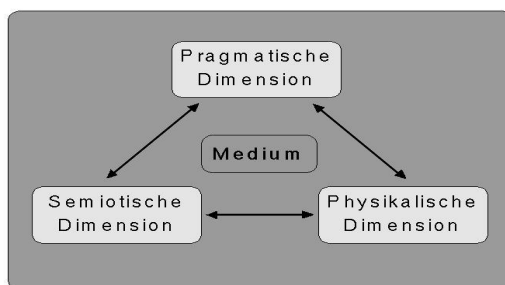 Pragmatische
Dimension
Medium
Semiotische
Dimension
Physikalische
Dimension